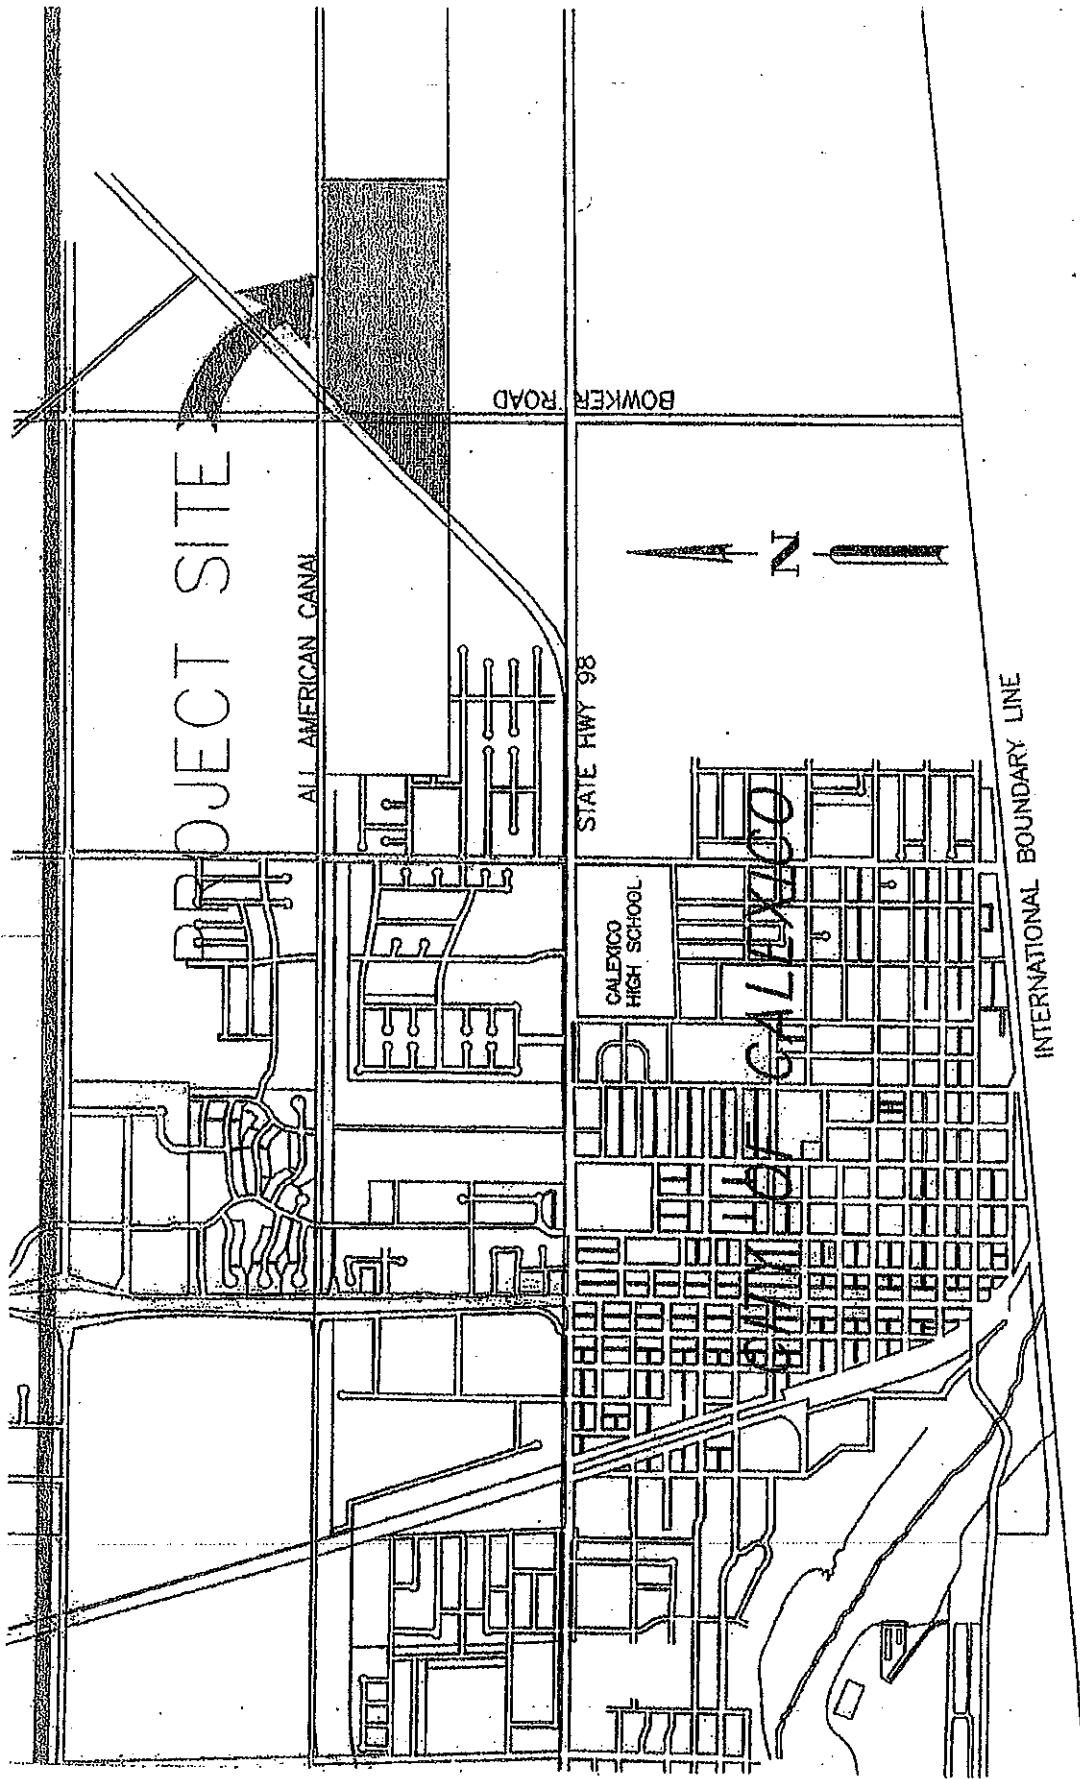 PROJECT SITE
ALL AMERICAN CANAL
BOWKER ROAD
STATE HWY 98
N
CALEXICO
HIGH SCHOOL
CITY OF CALEXICO
INTERNATIONAL BOUNDARY LINE